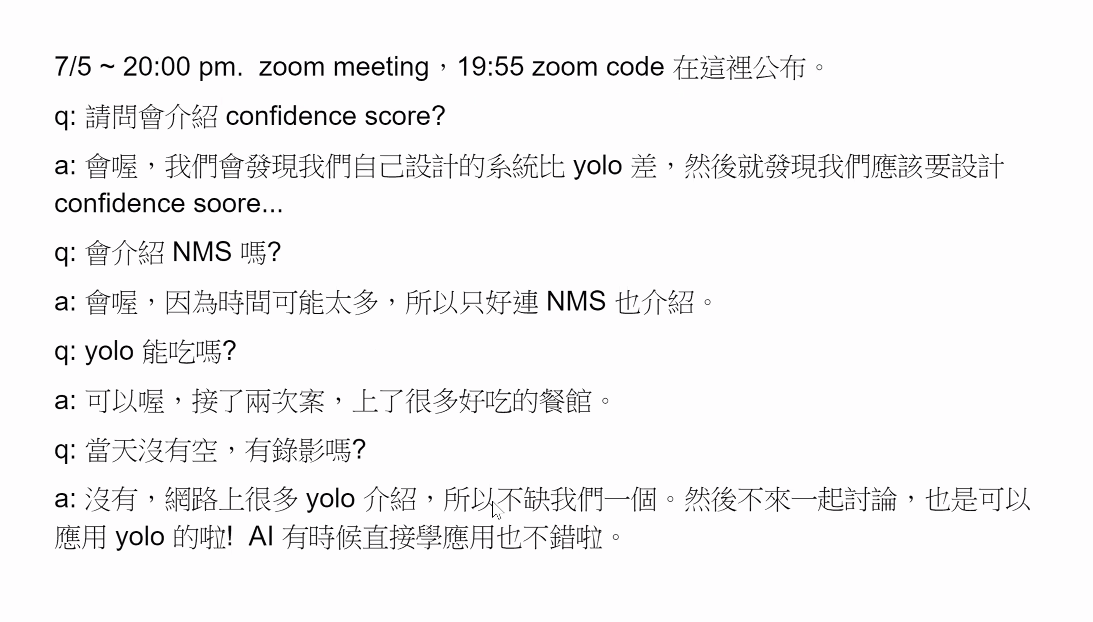 7/5 ~ 20:00 pm.  zoom meeting，19:55 zoom code 在這裡公布。
q: 請問會介紹 confidence score?
a: 會喔，我們會發現我們自己設計的系統比 yolo 差，然後就發現我們應該要設計
confidence soore...
q: 會介紹 NMS 嗎?
a: 會喔，因為時間可能太多，所以只好連 NMS 也介紹。
q: yolo 能吃嗎?
a: 可以喔，接了兩次案，上了很多好吃的餐館。
q: 當天沒有空，有錄影嗎?
a: 沒有，網路上很多 yolo 介紹，所以不缺我們一個。然後不來一起討論，也是可以
應用 yolo 的啦!  AI 有時候直接學應用也不錯啦。